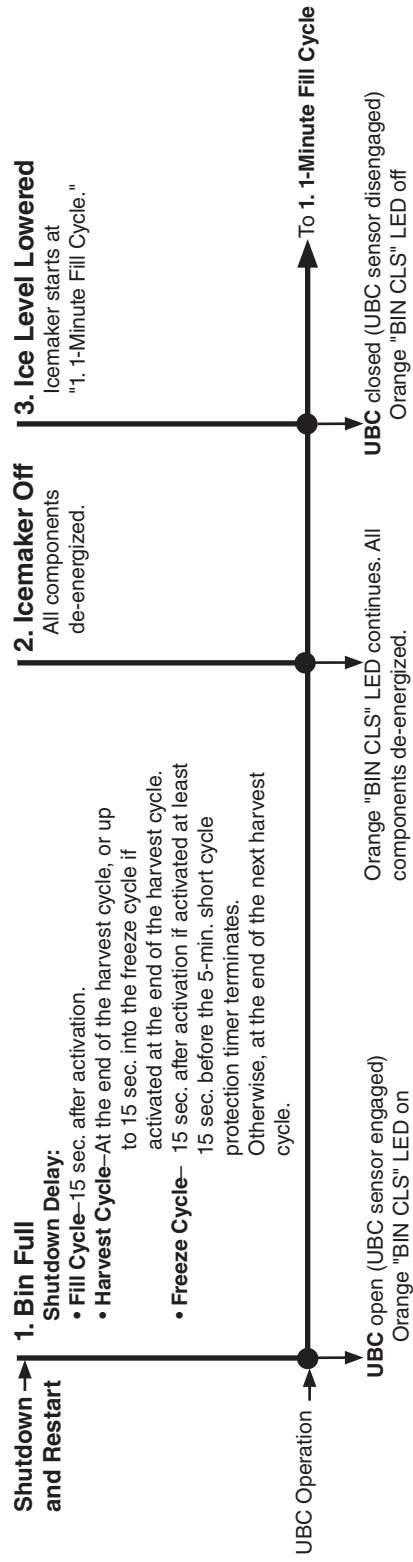 Shutdown
and Restart
1. Bin Full
Shutdown Delay:
• Fill Cycle–15 sec. after activation.
• Harvest Cycle–At the end of the harvest cycle, or up
to 15 sec. into the freeze cycle if
activated at the end of the harvest cycle.
• Freeze Cycle– 15 sec. after activation if activated at least
15 sec. before the 5-min. short cycle
protection timer terminates.
Otherwise, at the end of the next harvest
cycle.
2. Icemaker Off
All components
de-energized.
3. Ice Level Lowered
Icemaker starts at
"1. 1-Minute Fill Cycle."
UBC Operation
To 1. 1-Minute Fill Cycle
UBC open (UBC sensor engaged)
Orange "BIN CLS" LED on
Orange "BIN CLS" LED continues. All
components de-energized.
UBC closed (UBC sensor disengaged)
Orange "BIN CLS" LED off